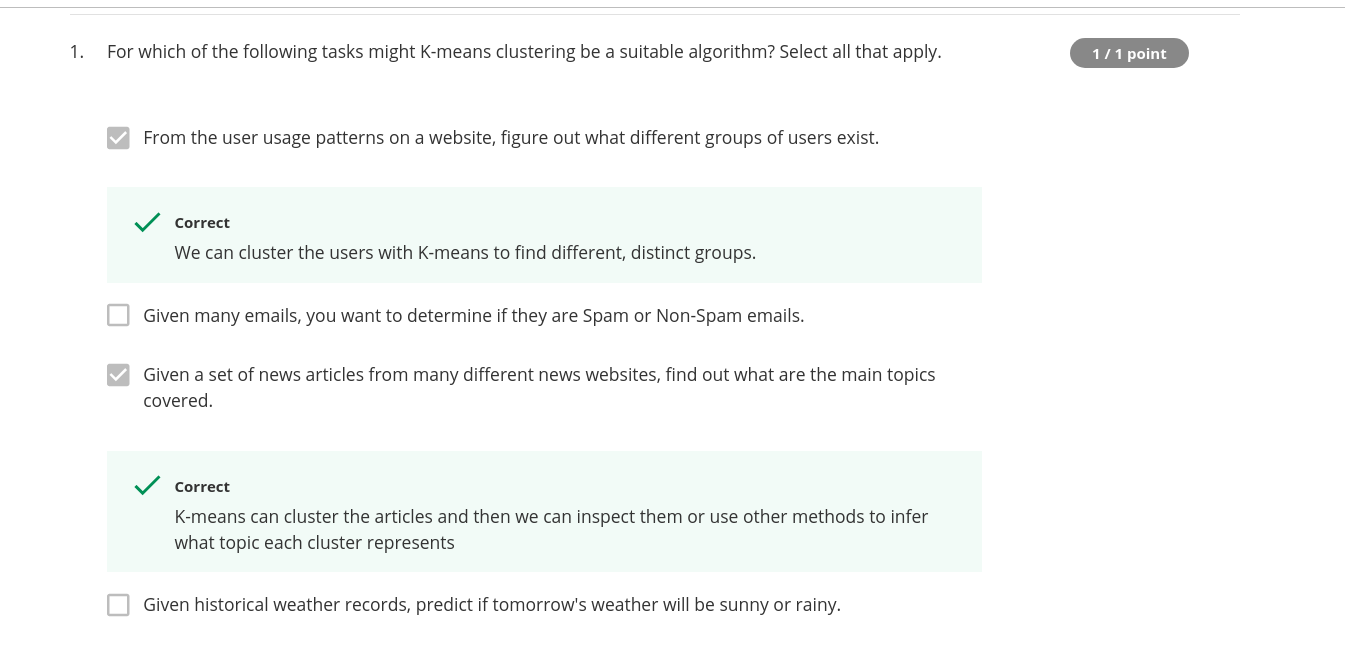 1. For which of the following tasks might K-means clustering be a suitable algorithm? Select all that apply.
1 / 1 point
From the user usage patterns on a website, figure out what different groups of users exist.
Correct
We can cluster the users with K-means to find different, distinct groups.
Given many emails, you want to determine if they are Spam or Non-Spam emails.
Given a set of news articles from many different news websites, find out what are the main topics
covered.
Correct
K-means can cluster the articles and then we can inspect them or use other methods to infer
what topic each cluster represents
Given historical weather records, predict if tomorrow's weather will be sunny or rainy.